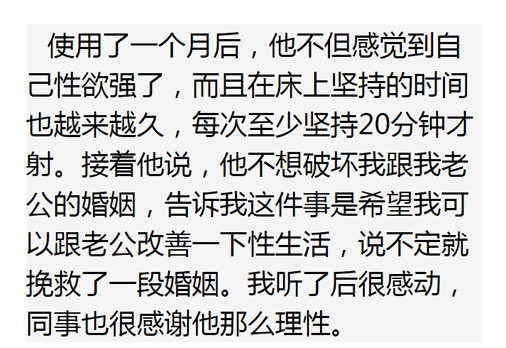 使用了一个月后，他不但感觉到自
己性欲强了，而且在床上坚持的时间
也越来越久，每次至少坚持20分钟才
射。接着他说，他不想破坏我跟我老
公的婚姻，告诉我这件事是希望我可
以跟老公改善一下性生活，说不定就
挽救了一段婚姻。我听了后很感动，
同事也很感谢他那么理性。